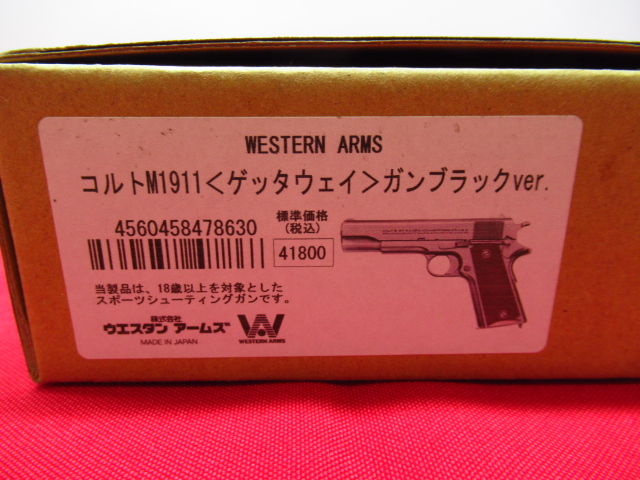 WESTERN ARMS
コルトM1911＜ゲッタウェイ＞ガンブラックver.
4560458478630
標準価格
(税込)
41800
当製品は、18歳以上を対象とした
スポーツシューティングガンです。
株式会社
ウエスタン アームズ
MADE IN JAPAN
WESTERN ARMS